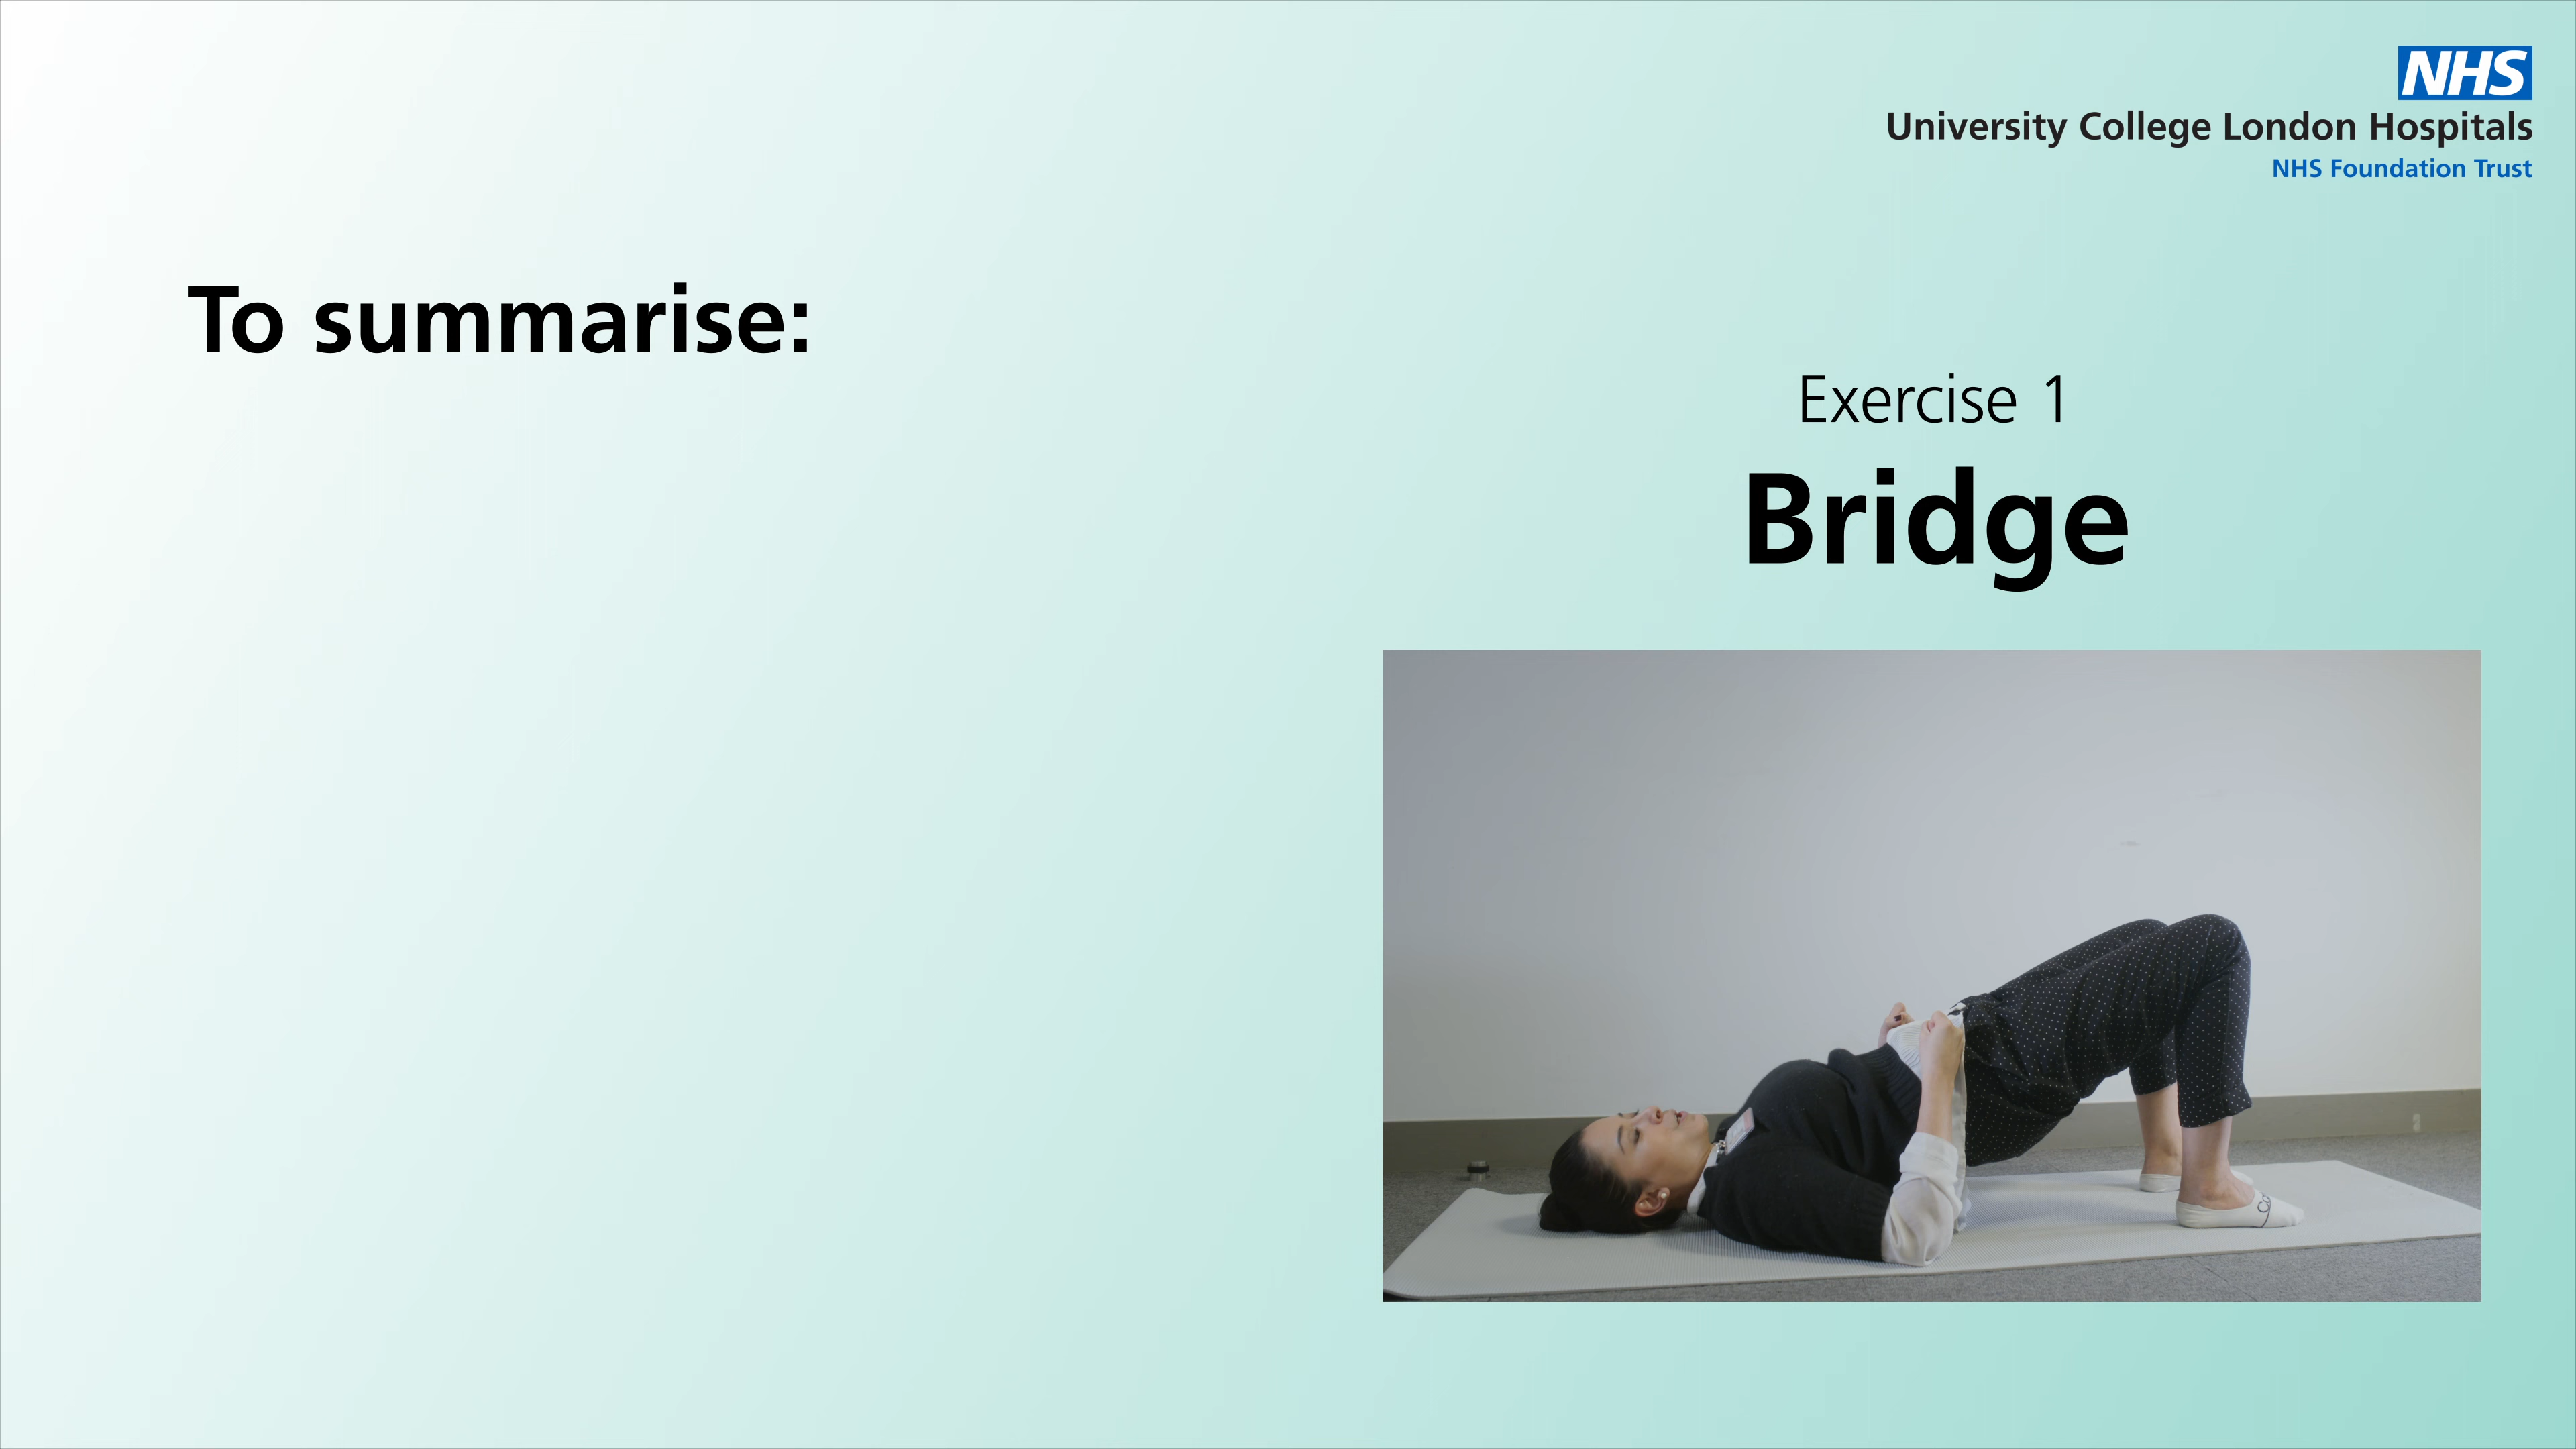 NHS
University College London Hospitals
NHS Foundation Trust
To summarise:
Exercise 1
Bridge